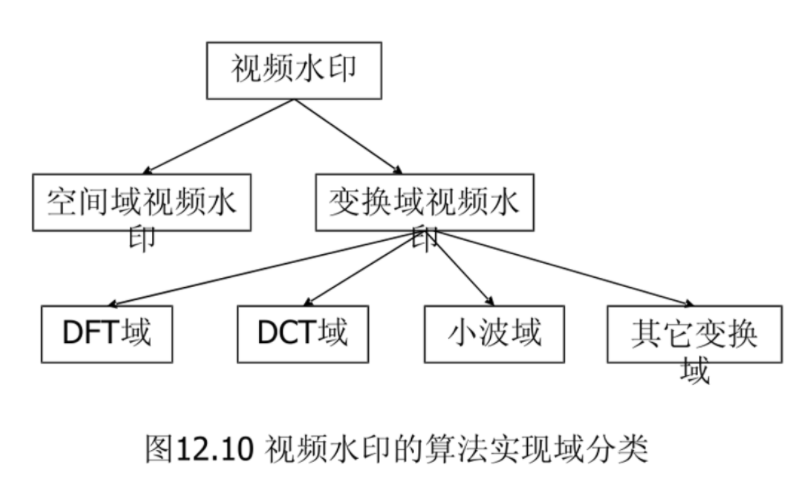 视频水印
空间域视频水
印
变换域视频水
印
DFT域
DCT域
小波域
其它变换
域
图12.10 视频水印的算法实现域分类